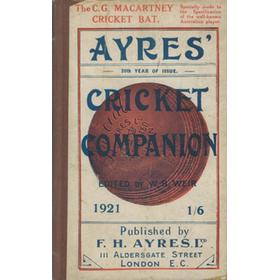 The C.G. MACARTNEY
CRICKET BAT.
Specially made to
the Specification
of the well-known
Australian player.
AYRES'
20th YEAR OF ISSUE.
CRICKET
COMPANION
EDITED BY W. R. WEIR
1921 1/6
Published by
F. H. AYRES, LTD
111 ALDERSGATE STREET
LONDON E.C.